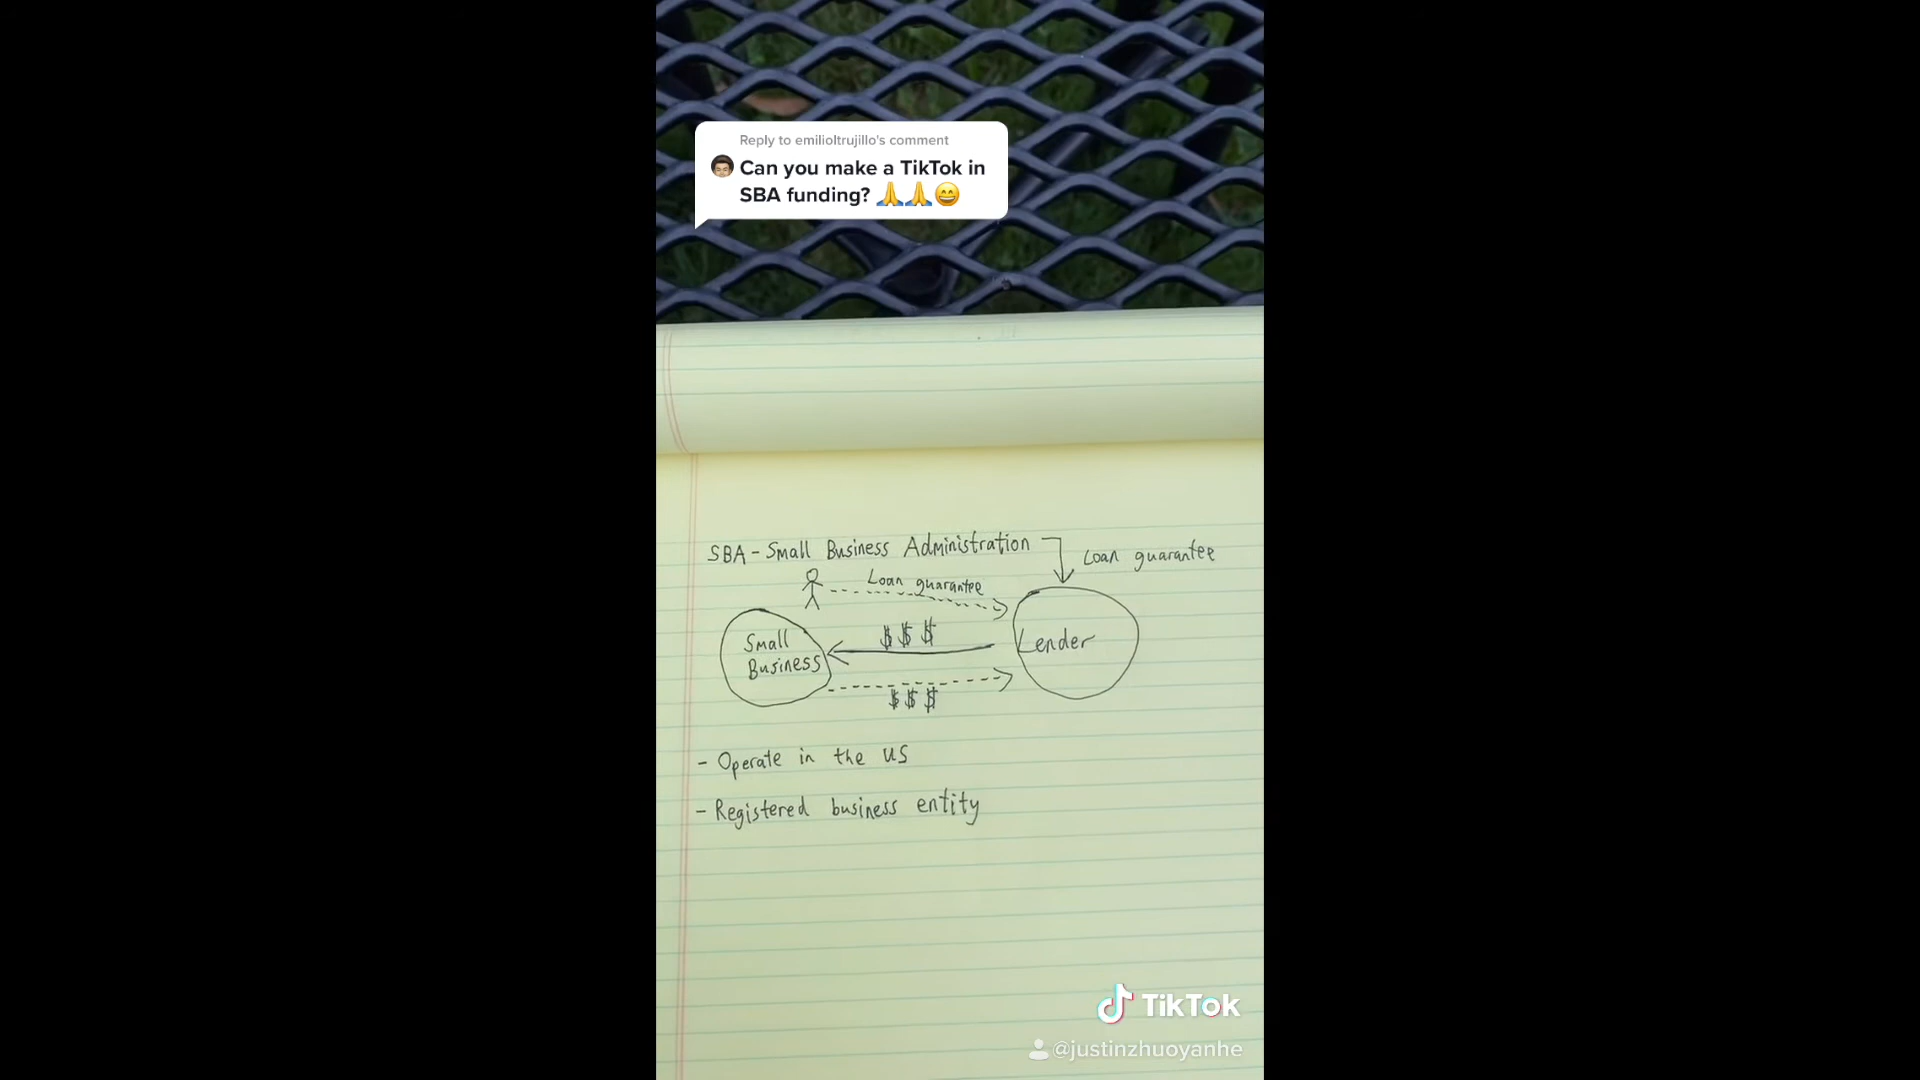 Reply to emilioltrujillo's comment
Can you make a TikTok in
SBA funding? 🙏🙏😄
SBA - Small Business Administration
Loan guarantee
Loan guarantee
$ $ $
Small
Business
Lender
$ $ $
- Operate in the US
- Registered business entity
TikTok
@justinzhuoyanhe